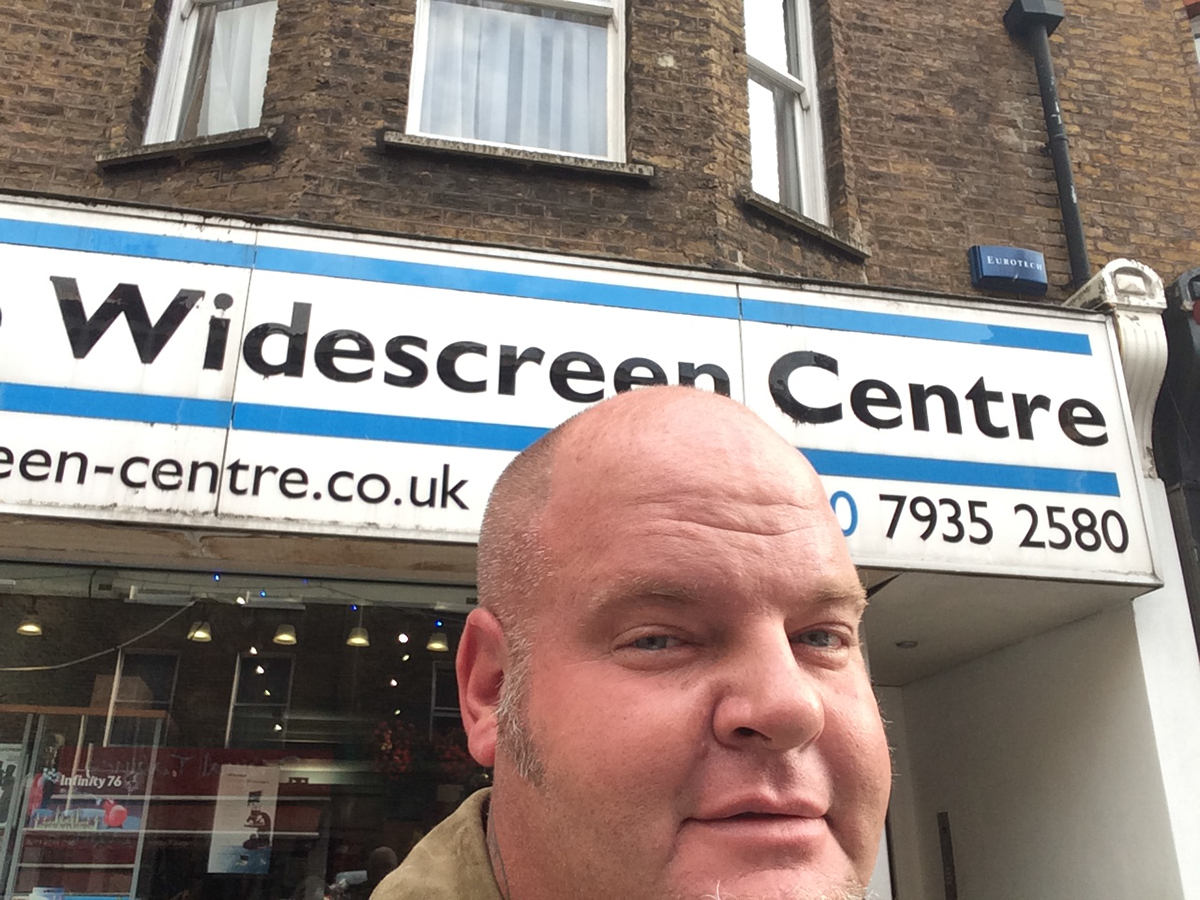 EUROTECH
Widescreen Centre
een-centre.co.uk
0 7935 2580
Infinity 76